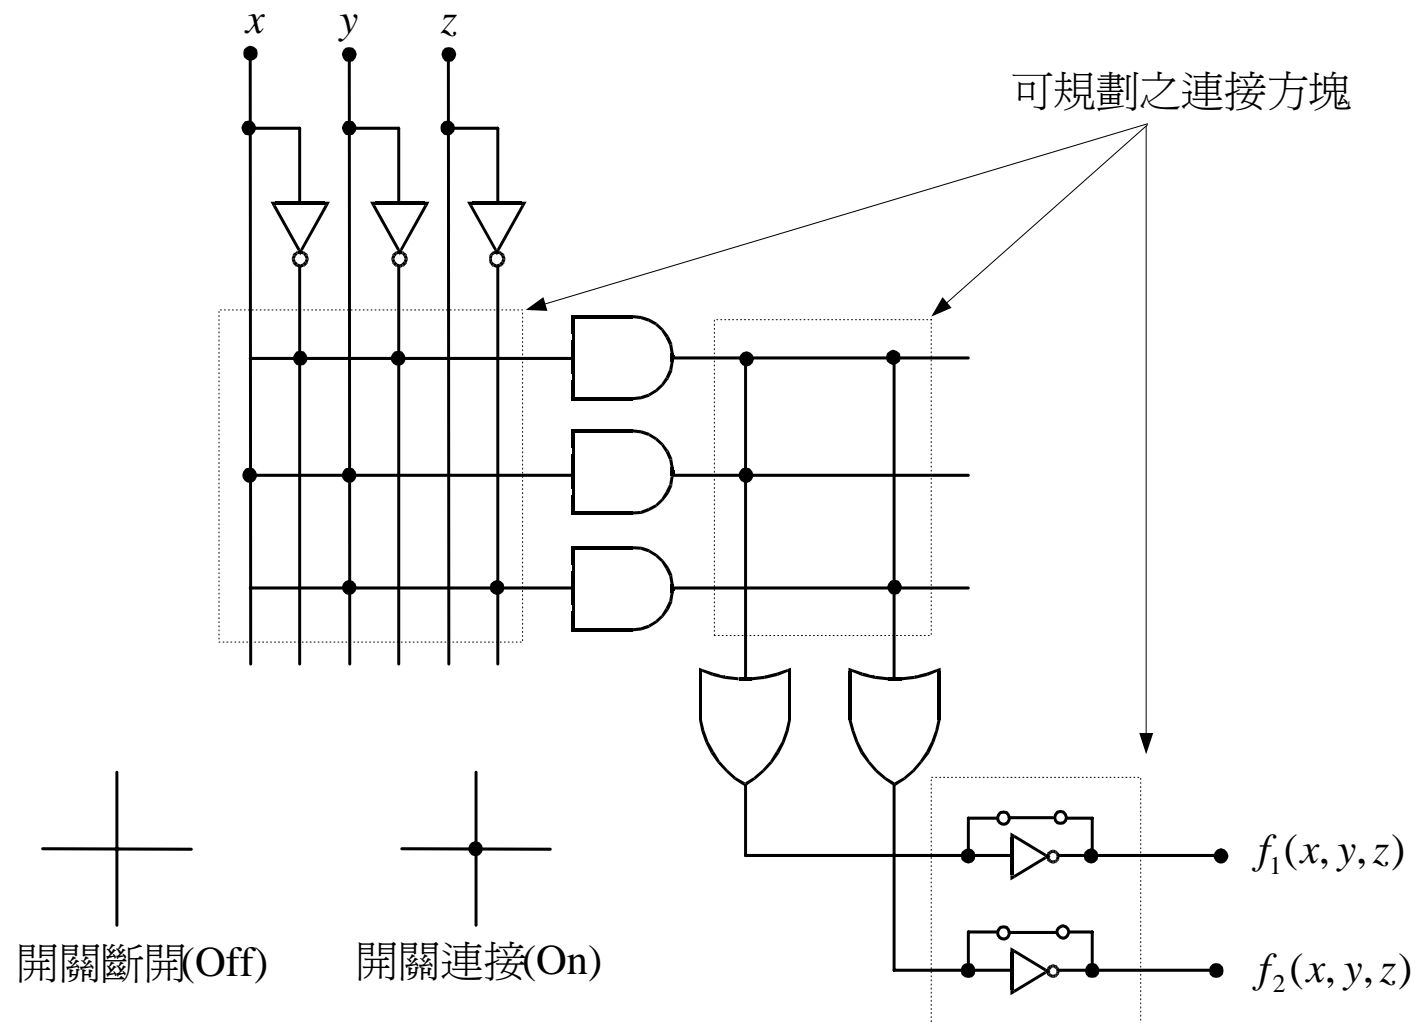 x y z
可規劃之連接方塊
f₁(x, y, z)
開關斷開(Off) 開關連接(On)
f₂(x, y, z)